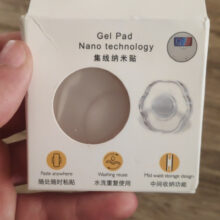 Gel Pad
Nano technology
集线纳米贴
Paste anywhere
Washing reuse
Mid waist storage design
随处随时粘贴
水洗重复使用
中间收纳功能